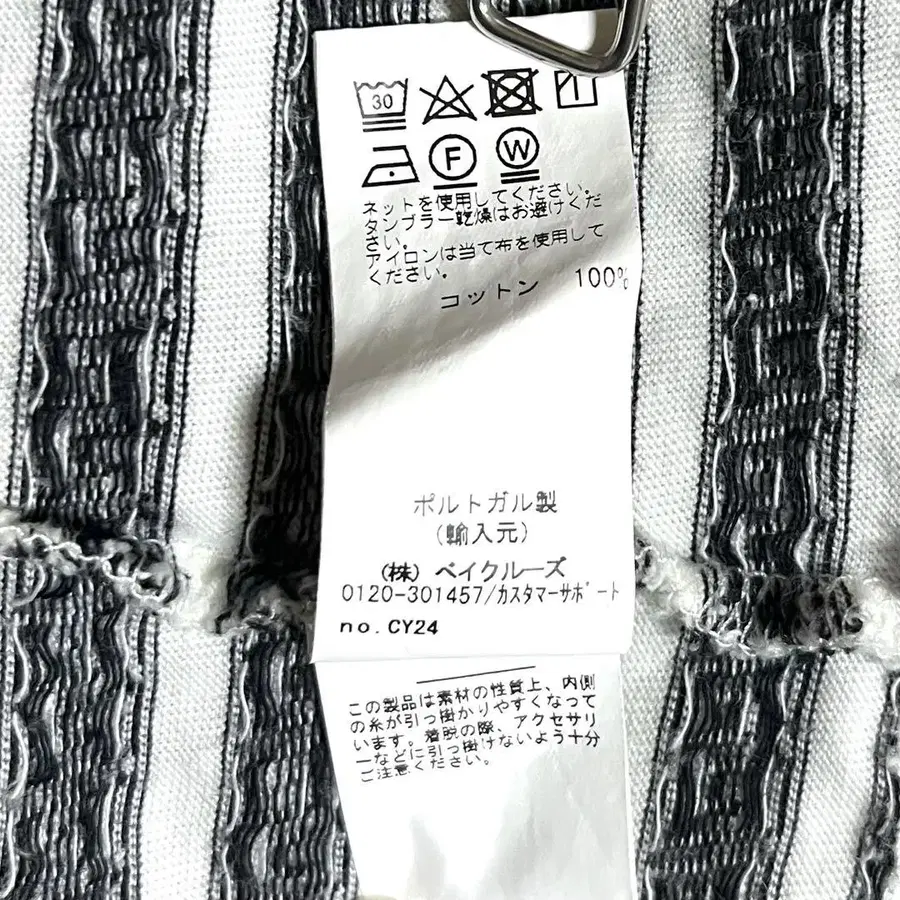 30
F W
ネットを使用してください。
タンブラー乾燥はお避けくだ
さい。
アイロンは当て布を使用して
ください。
コットン 100%
ポルトガル製
(輸入元)
(株) ベイクルーズ
0120-301457/カスタマーサポート
no.CY24
この製品は素材の性質上、内側
の糸が引っ掛かりやすくなって
います。着脱の際、アクセサリ
ーなどに引っ掛けないよう十分
ご注意ください。